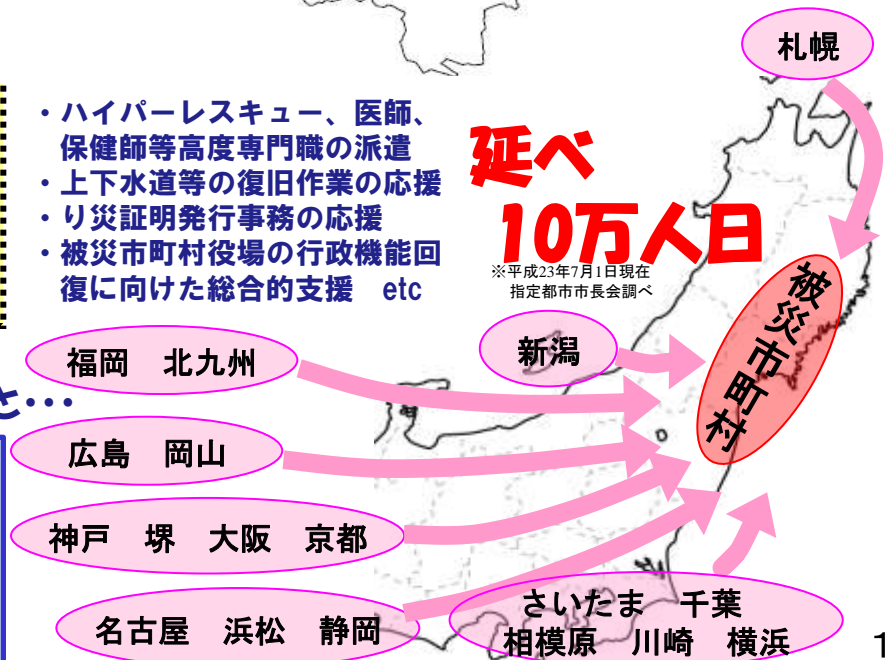 札幌
・ハイパーレスキュー、医師、
保健師等高度専門職の派遣
・上下水道等の復旧作業の応援
・り災証明発行事務の応援
・被災市町村役場の行政機能回
復に向けた総合的支援 etc
延べ
10万人日
※平成23年7月1日現在
指定都市市長会調べ
被災市町村
新潟
福岡 北九州
と…
広島 岡山
神戸 堺 大阪 京都
名古屋 浜松 静岡
さいたま 千葉
相模原 川崎 横浜
1